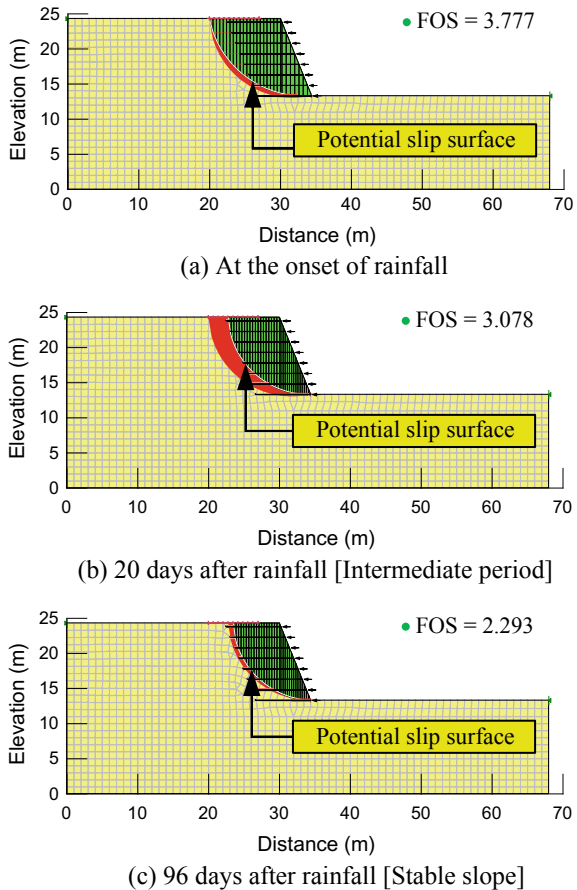 25
20
15
10
5
0
Elevation (m)
FOS = 3.777
Potential slip surface
0 10 20 30 40 50 60 70
Distance (m)
(a) At the onset of rainfall
25
20
15
10
5
0
Elevation (m)
FOS = 3.078
Potential slip surface
0 10 20 30 40 50 60 70
Distance (m)
(b) 20 days after rainfall [Intermediate period]
25
20
15
10
5
0
Elevation (m)
FOS = 2.293
Potential slip surface
0 10 20 30 40 50 60 70
Distance (m)
(c) 96 days after rainfall [Stable slope]